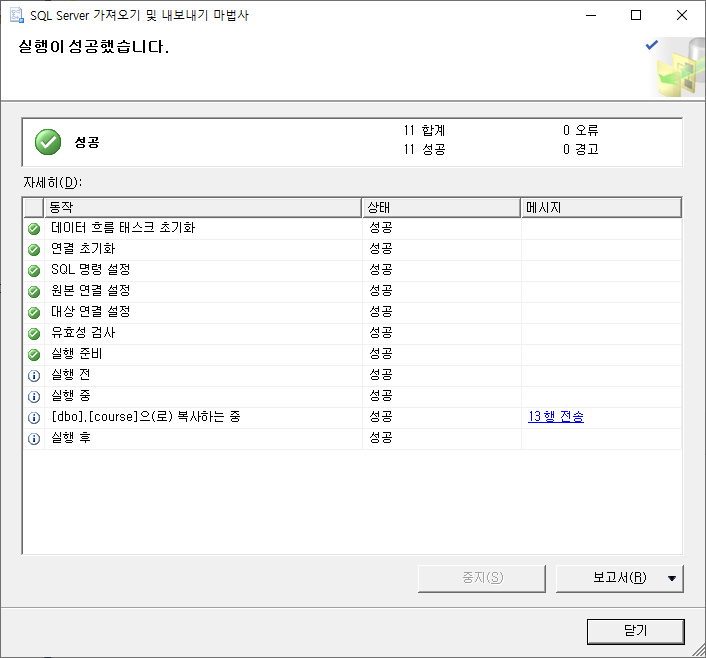 SQL Server 가져오기 및 내보내기 마법사
실행이 성공했습니다.
성공
11 합계
0 오류
11 성공
0 경고
자세히(D):
동작 상태 메시지
데이터 흐름 태스크 초기화 성공
연결 초기화 성공
SQL 명령 설정 성공
원본 연결 설정 성공
대상 연결 설정 성공
유효성 검사 성공
실행 준비 성공
실행 전 성공
실행 중 성공
[dbo].[course]으(로) 복사하는 중 성공 13행 전송
실행 후 성공
중지(S) 보고서(R)
닫기